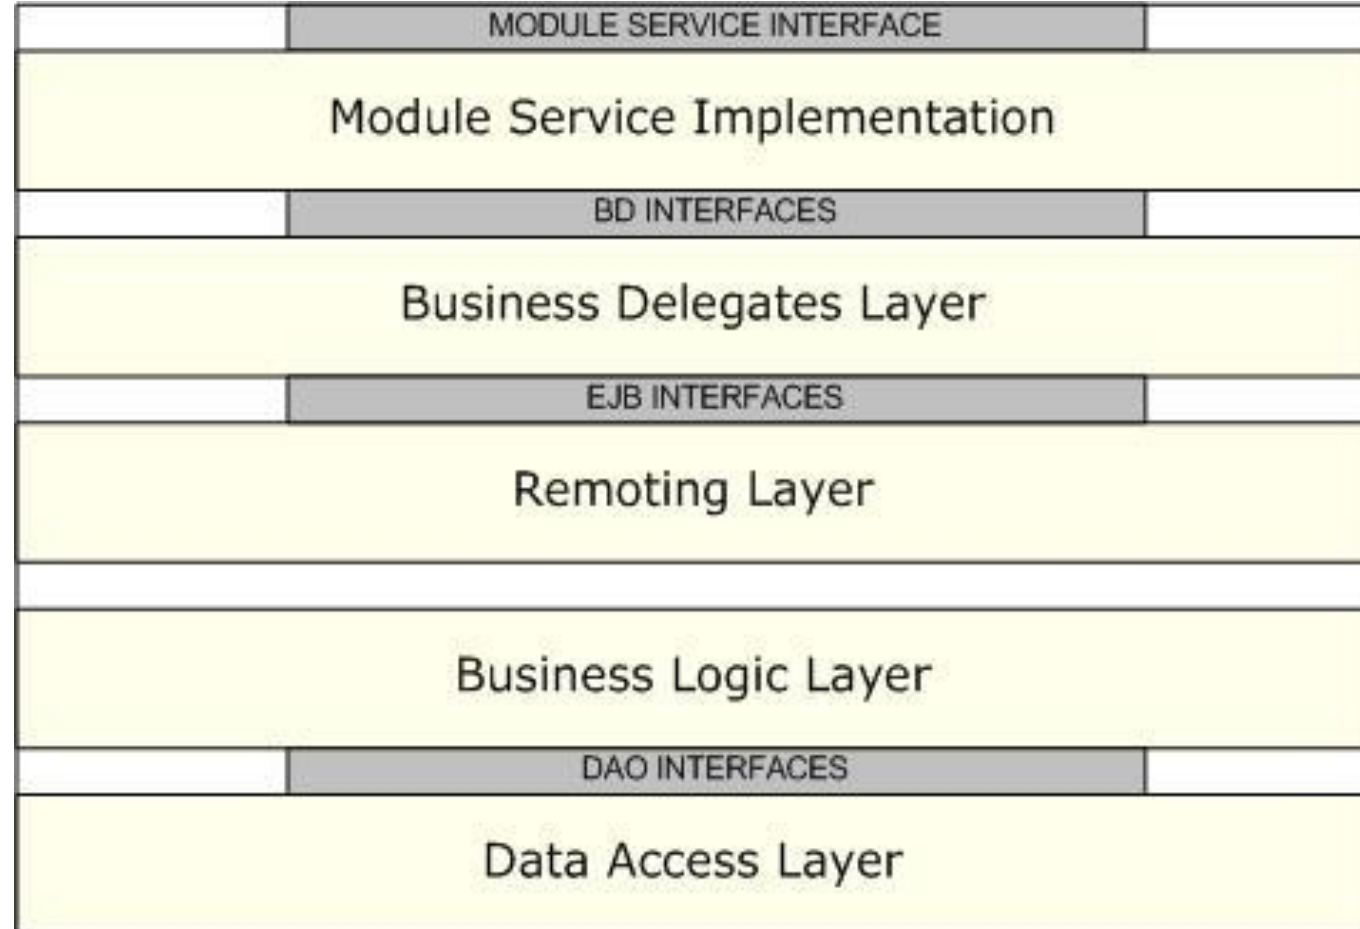 MODULE SERVICE INTERFACE
Module Service Implementation
BD INTERFACES
Business Delegates Layer
EJB INTERFACES
Remoting Layer
Business Logic Layer
DAO INTERFACES
Data Access Layer